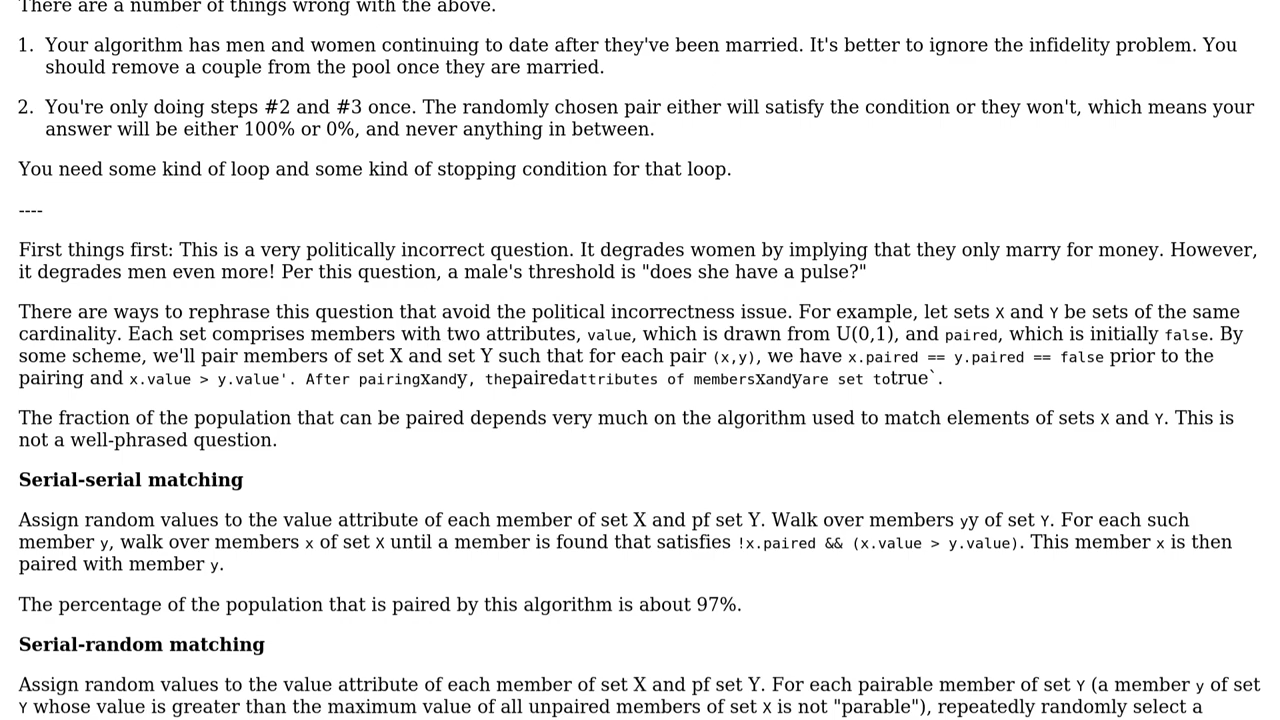 There are a number of things wrong with the above.
1. Your algorithm has men and women continuing to date after they've been married. It's better to ignore the infidelity problem. You
should remove a couple from the pool once they are married.
2. You're only doing steps #2 and #3 once. The randomly chosen pair either will satisfy the condition or they won't, which means your
answer will be either 100% or 0%, and never anything in between.
You need some kind of loop and some kind of stopping condition for that loop.
----
First things first: This is a very politically incorrect question. It degrades women by implying that they only marry for money. However,
it degrades men even more! Per this question, a male's threshold is "does she have a pulse?"
There are ways to rephrase this question that avoid the political incorrectness issue. For example, let sets X and Y be sets of the same
cardinality. Each set comprises members with two attributes, value, which is drawn from U(0,1), and paired, which is initially false. By
some scheme, we'll pair members of set X and set Y such that for each pair (x,y), we have x.paired == y.paired == false prior to the
pairing and x.value > y.value'. After pairingxandy, thepairedattributes of membersxandyare set totrue`.
The fraction of the population that can be paired depends very much on the algorithm used to match elements of sets X and Y. This is
not a well-phrased question.
Serial-serial matching
Assign random values to the value attribute of each member of set X and pf set Y. Walk over members yy of set Y. For each such
member y, walk over members x of set X until a member is found that satisfies !x.paired && (x.value > y.value). This member x is then
paired with member y.
The percentage of the population that is paired by this algorithm is about 97%.
Serial-random matching
Assign random values to the value attribute of each member of set X and pf set Y. For each pairable member of set Y (a member y of set
Y whose value is greater than the maximum value of all unpaired members of set X is not "parable"), repeatedly randomly select a